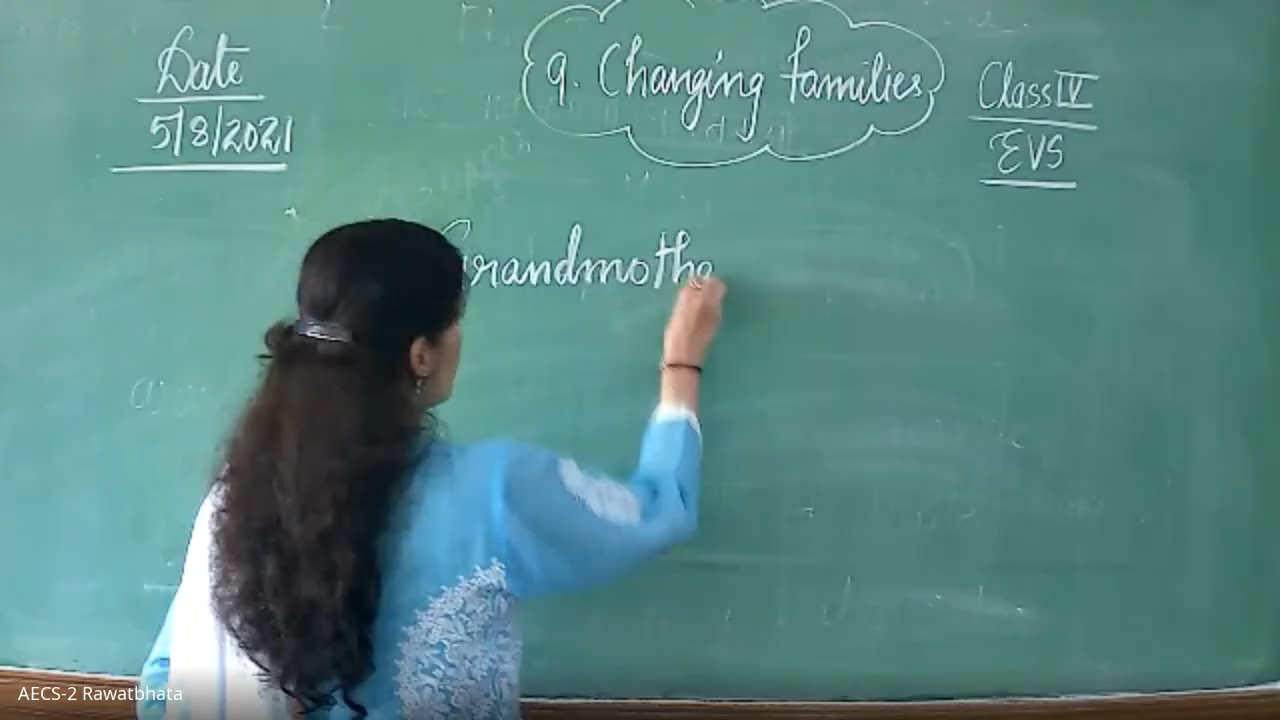 Date
5/8/2021
9. Changing families
Class IV
EVS
Grandmothe
AECS-2 Rawatbhata